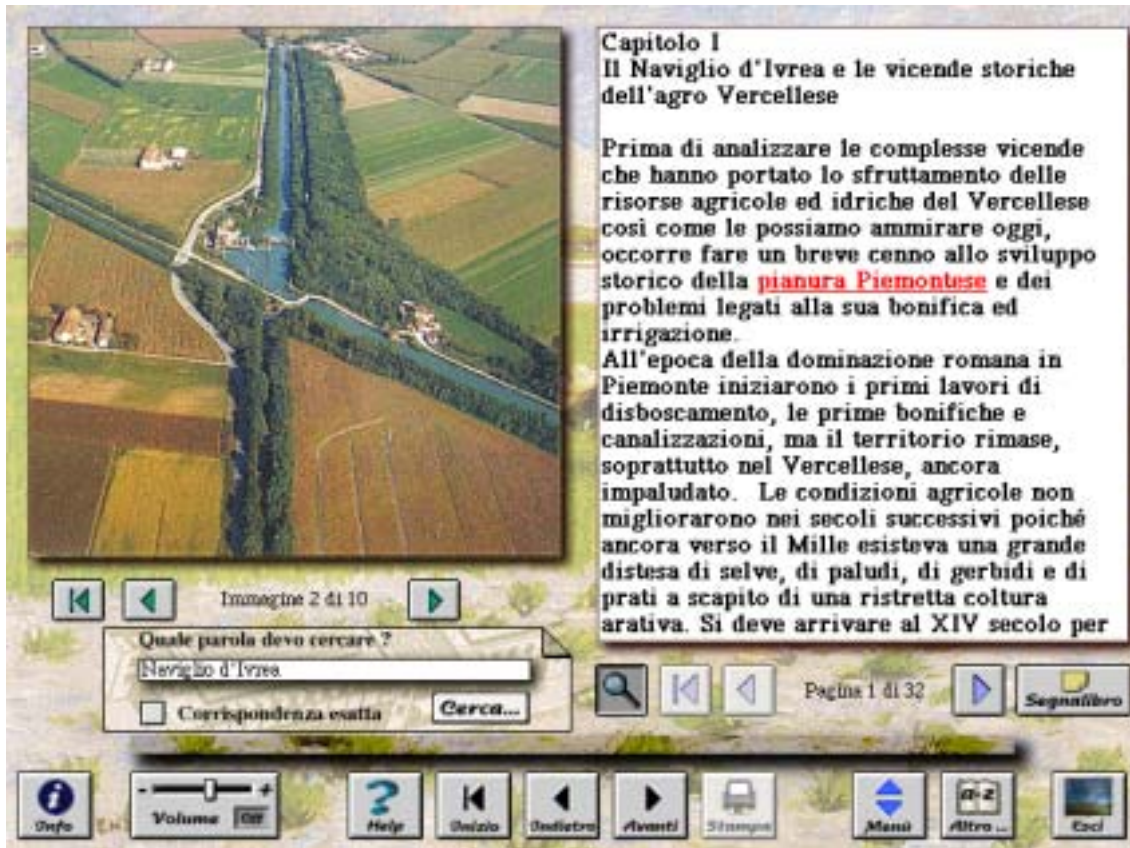 Capitolo I
Il Naviglio d'Ivrea e le vicende storiche
dell'agro Vercellese
Prima di analizzare le complesse vicende
che hanno portato lo sfruttamento delle
risorse agricole ed idriche del Vercellese
così come le possiamo ammirare oggi,
occorre fare un breve cenno allo sviluppo
storico della pianura Piemontese e dei
problemi legati alla sua bonifica ed
irrigazione.
All'epoca della dominazione romana in
Piemonte iniziarono i primi lavori di
disboscamento, le prime bonifiche e
canalizzazioni, ma il territorio rimase,
soprattutto nel Vercellese, ancora
impaludato. Le condizioni agricole non
migliorarono nei secoli successivi poiché
ancora verso il Mille esisteva una grande
distesa di selve, di paludi, di gerbidi e di
prati a scapito di una ristretta coltura
arativa. Si deve arrivare al XIV secolo per
Immagine 2 di 10
Quale parola devo cercare ?
Naviglio d'Ivrea
Corrispondenza esatta
Cerca...
Pagina 1 di 32
Segnalibro
Info
- +
Volume Off
Help
Inizio
Indietro
Avanti
Stampa
Menù
a-z
Altro ...
Esci